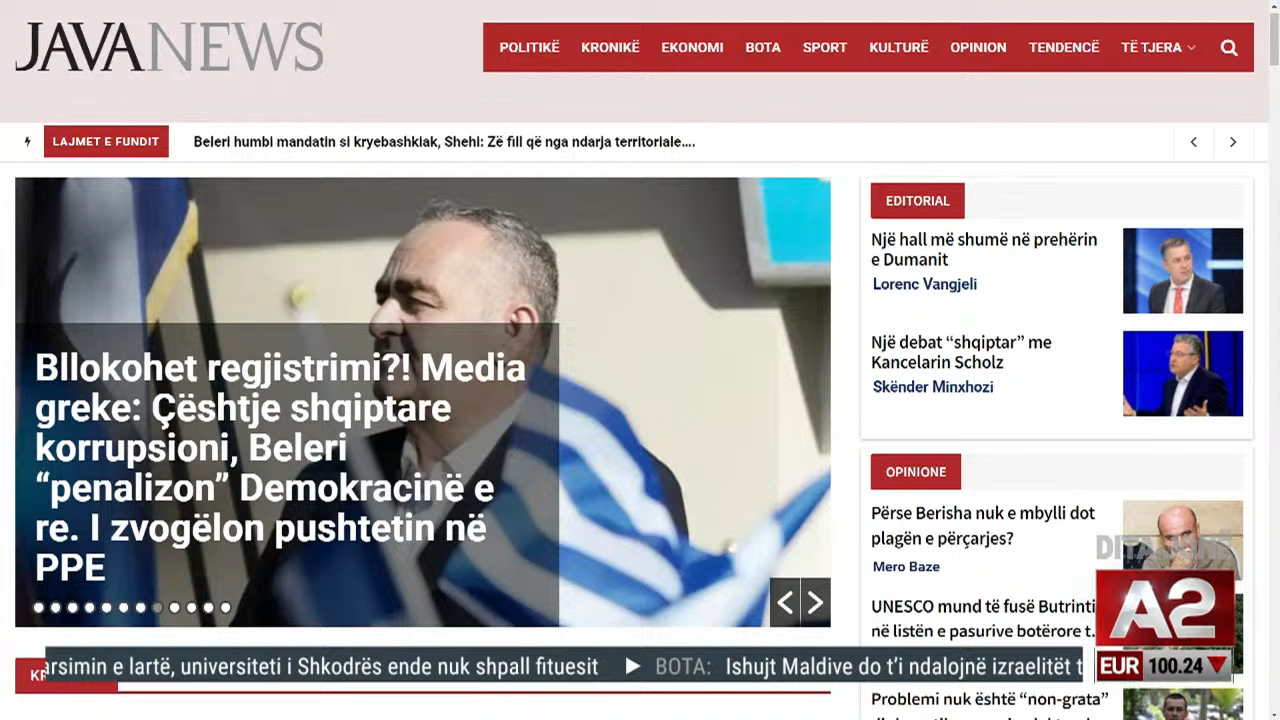 JAVANEWS
POLITIKË KRONIKË EKONOMI BOTA SPORT KULTURË OPINION TENDENCË TË TJERA
LAJMET E FUNDIT
Beleri humbi mandatin si kryebashkiak, Shehi: Zë fill që nga ndarja territoriale....
Bllokohet regjistrimi?! Media
greke: Çështje shqiptare
korrupsioni, Beleri
“penalizon” Demokracinë e
re. I zvogëlon pushtetin në
PPE
EDITORIAL
Një hall më shumë në prehërin
e Dumanit
Lorenc Vangjeli
Një debat “shqiptar” me
Kancelarin Scholz
Skënder Minxhozi
OPINIONE
Përse Berisha nuk e mbylli dot
plagën e përçarjes?
Mero Baze
UNESCO mund të fusë Butrinti
në listën e pasurive botërore t.
Problemi nuk është “non-grata”
A2
EUR 100.24
KR
arsimin e lartë, universiteti i Shkodrës ende nuk shpall fituesit BOTA: Ishujt Maldive do t’i ndalojnë izraelitët t